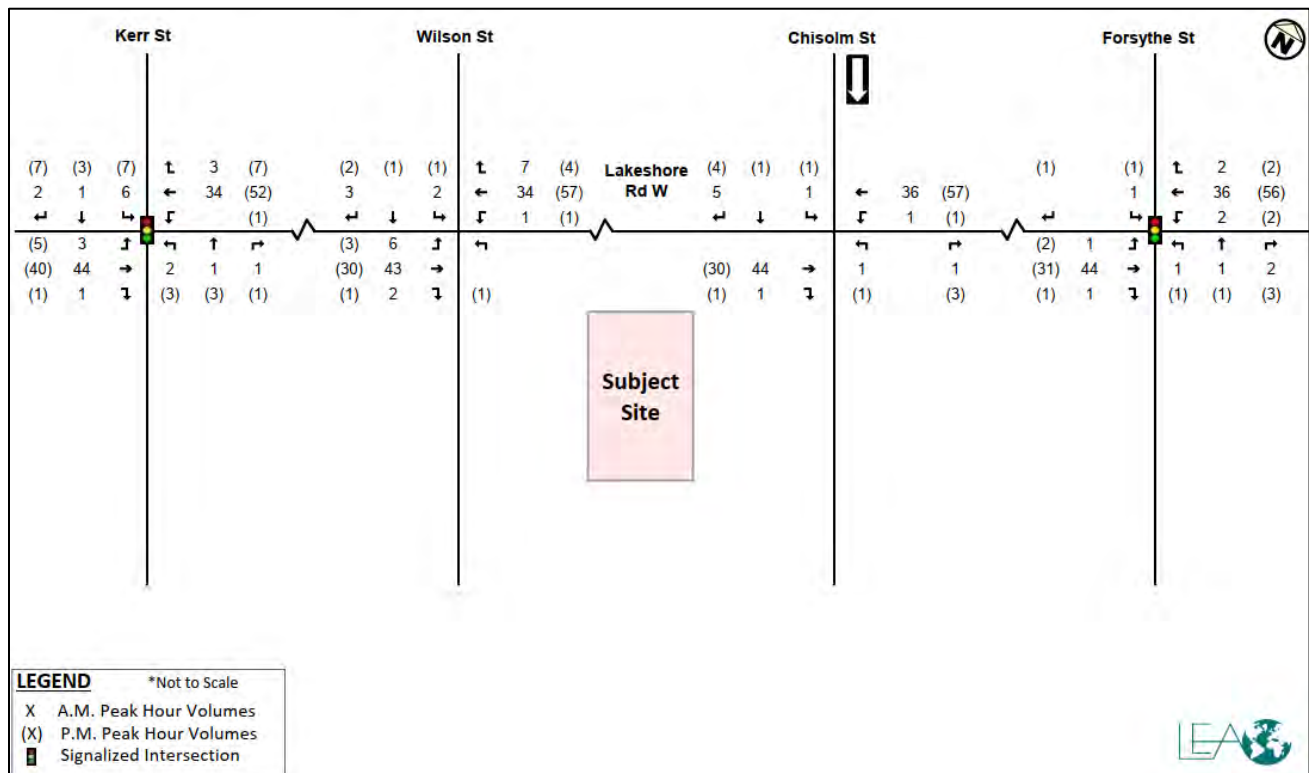 Kerr St Wilson St Chisolm St Forsythe St N
(7) (3) (7) 3 (7) (2) (1) (1) 7 (4) Lakeshore (4) (1) (1) (1) (1) 2 (2)
2 1 6 34 (52) 3 2 34 (57) Rd W 5 1 36 (57) 1 36 (56)
(1) 1 (1) 1 (1) 2 (2)
(5) 3 (3) 6 (2) 1
(40) 44 2 1 1 (30) 43 (30) 44 1 1 (31) 44 1 1 2
(1) 1 (3) (3) (1) (1) 2 (1) (1) 1 (1) (3) (1) 1 (1) (1) (3)
Subject
Site
LEGEND *Not to Scale
X A.M. Peak Hour Volumes
(X) P.M. Peak Hour Volumes
Signalized Intersection
LEA